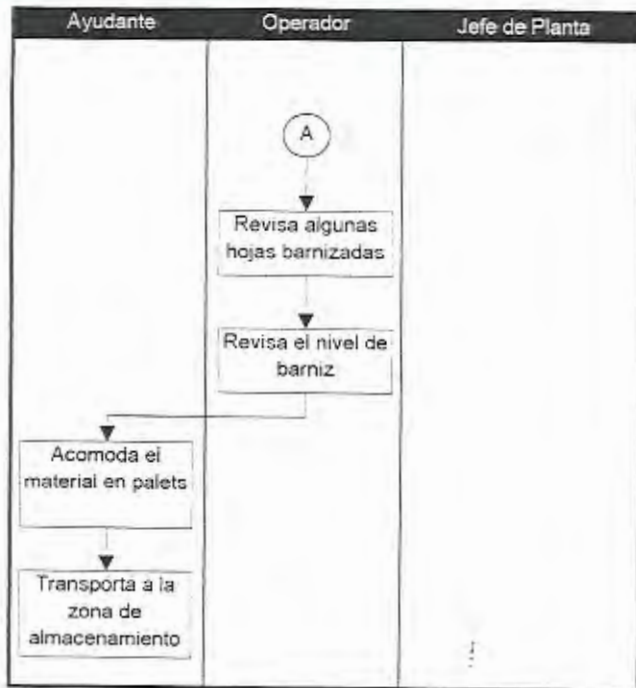 Ayudante
Operador
Jefe de Planta
A
Revisa algunas
hojas barnizadas
Revisa el nivel de
barniz
Acomoda el
material en palets
Transporta a la
zona de
almacenamiento